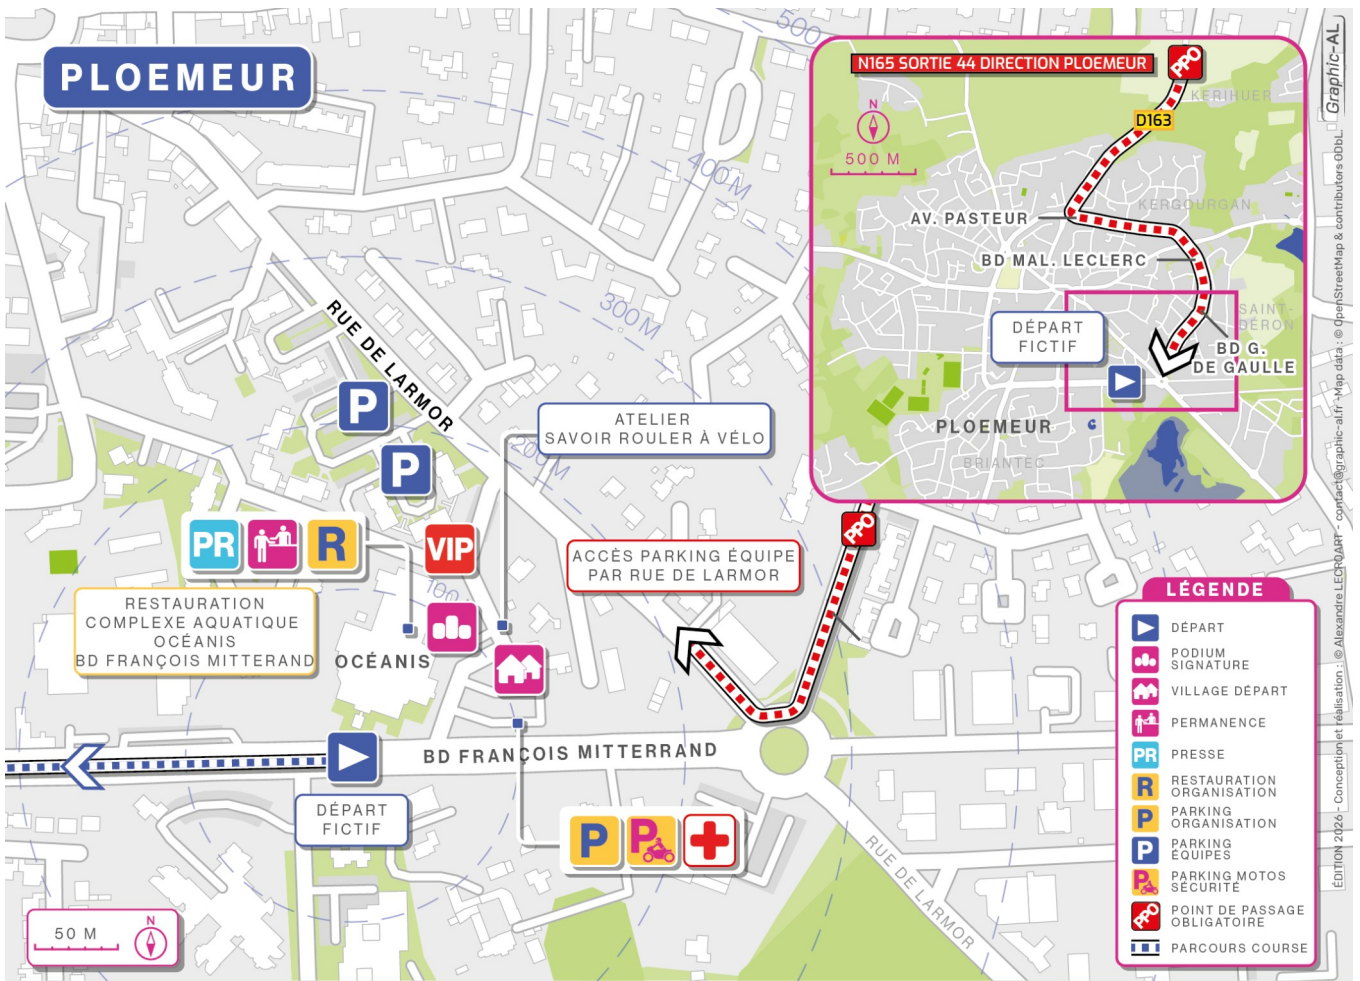 PLOEMEUR
500
400 M
300 M
200 M
100 M
RUE DE LARMOR
P
P
ATELIER
SAVOIR ROULER À VÉLO
PR
R
VIP
RESTAURATION
COMPLEXE AQUATIQUE
OCÉANIS
BD FRANÇOIS MITTERAND
OCÉANIS
ACCÈS PARKING ÉQUIPE
PAR RUE DE LARMOR
PPO
BD FRANÇOIS MITTERRAND
DÉPART
FICTIF
P
P
RUE DE LARMOR
50 M
N
N165 SORTIE 44 DIRECTION PLOEMEUR
PPO
KERIHUER
D163
N
500 M
KERGOURGAN
AV. PASTEUR
BD MAL. LECLERC
SAINT-
DÉRON
DÉPART
FICTIF
BD G.
DE GAULLE
PLOEMEUR
BRIANTEC
LÉGENDE
DÉPART
PODIUM
SIGNATURE
VILLAGE DÉPART
PERMANENCE
PR PRESSE
R RESTAURATION
ORGANISATION
P PARKING
ORGANISATION
P PARKING
ÉQUIPES
P PARKING MOTOS
SÉCURITÉ
PPO POINT DE PASSAGE
OBLIGATOIRE
PARCOURS COURSE
Graphic-AL
ÉDITION 2026 - Conception et réalisation : © Alexandre LECROART - contact@graphic-al.fr - Map data : © OpenStreetMap & contributors ODbL